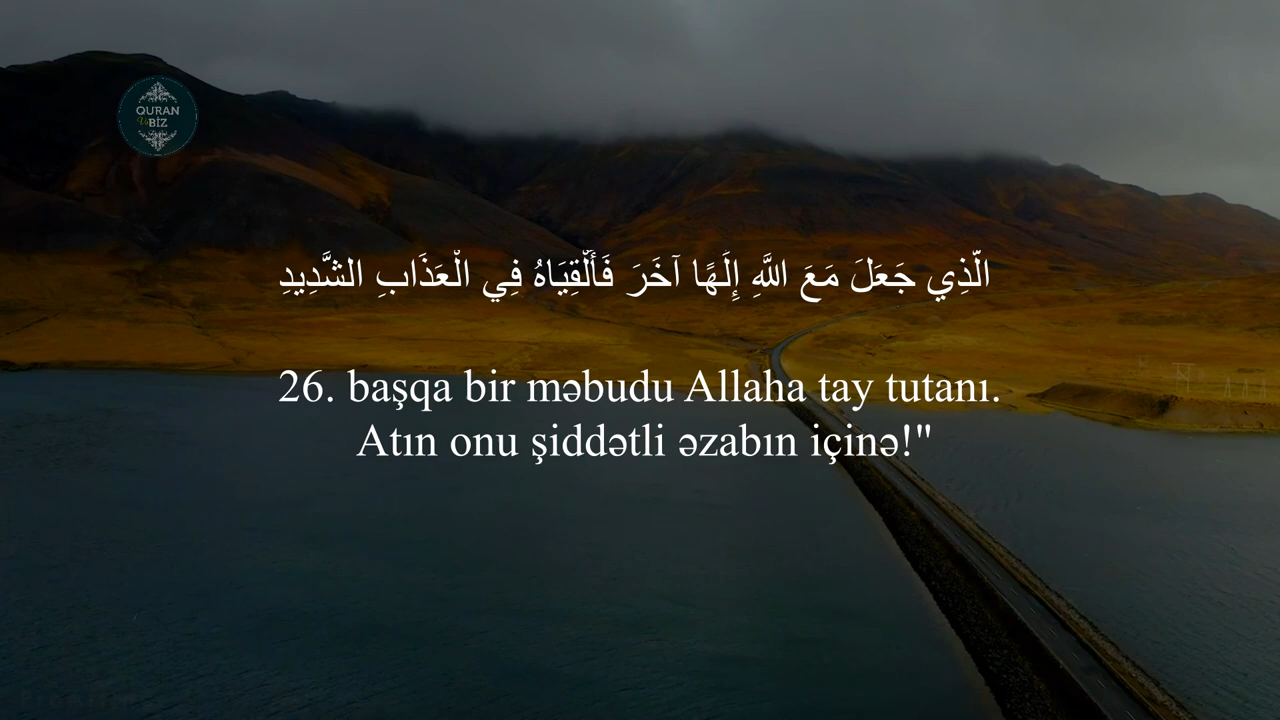 QURAN
Və BİZ
الَّذِي جَعَلَ مَعَ اللَّهِ إِلَٰهًا آخَرَ فَأَلْقِيَاهُ فِي الْعَذَابِ الشَّدِيدِ
26. başqa bir məbudu Allaha tay tutanı.
Atın onu şiddətli əzabın içinə!"